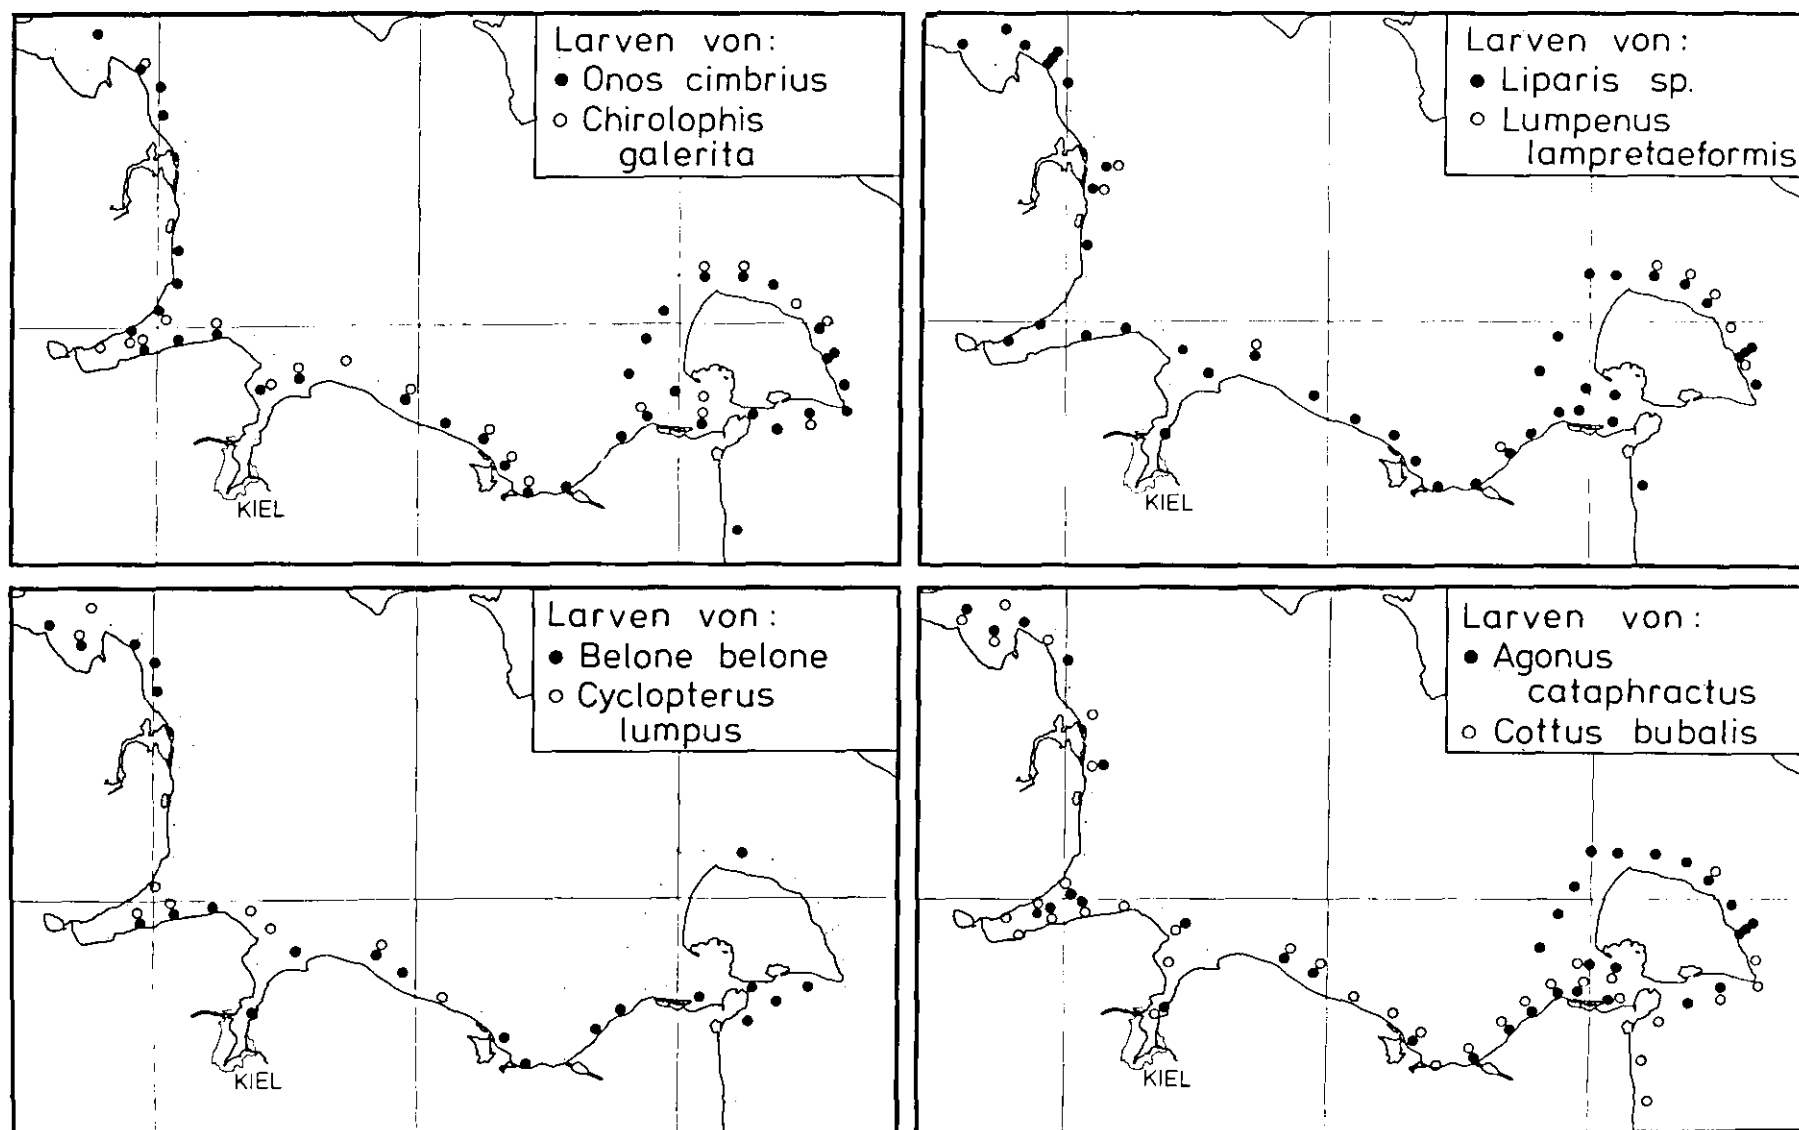 Larven von:
● Onos cimbrius
○ Chirolophis
galerita
KIEL
Larven von:
● Liparis sp.
○ Lumpenus
lampretaeformis
KIEL
Larven von:
● Belone belone
○ Cyclopterus
lumpus
KIEL
Larven von:
● Agonus
cataphractus
○ Cottus bubalis
KIEL